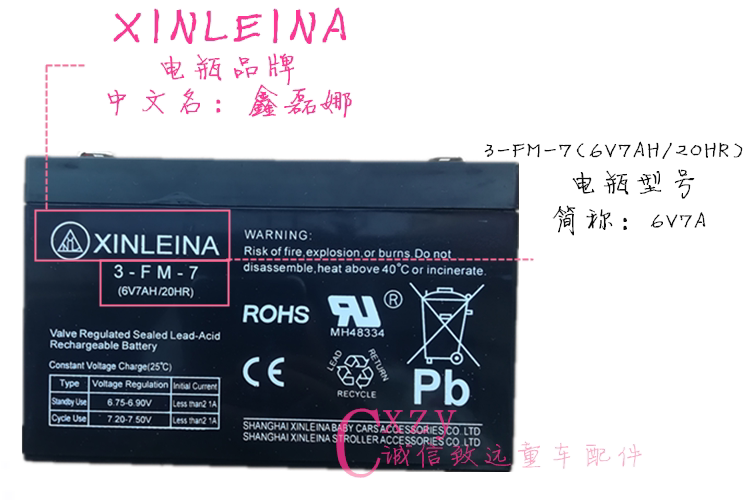 XINLEINA
电瓶品牌
中文名：鑫磊娜
3-FM-7(6V7AH/20HR)
电瓶型号
简称：6V7A
XINLEINA
3-FM-7
(6V7AH/20HR)
WARNING:
Risk of fire,explosion,or burns.Do not
disassemble,heat above 40℃ or incinerate.
ROHS
UR
®
MH48334
Valve Regulated Sealed Lead-Acid
Rechargeable Battery
Constant Voltage Charge(25℃)
Type Voltage Regulation Initial Current
Standby Use 6.75-6.90V Less than2.1A
Cycle Use 7.20-7.50V Less than2.1A
CE
LEAD RETURN
RECYCLE
Pb
SHANGHAI XINLEINA BABY CARS ACCESSORIES CO LTD
SHANGHAI XINLEINA STROLLER ACCESSORIES CO LTD
CXZY
诚信致远童车配件